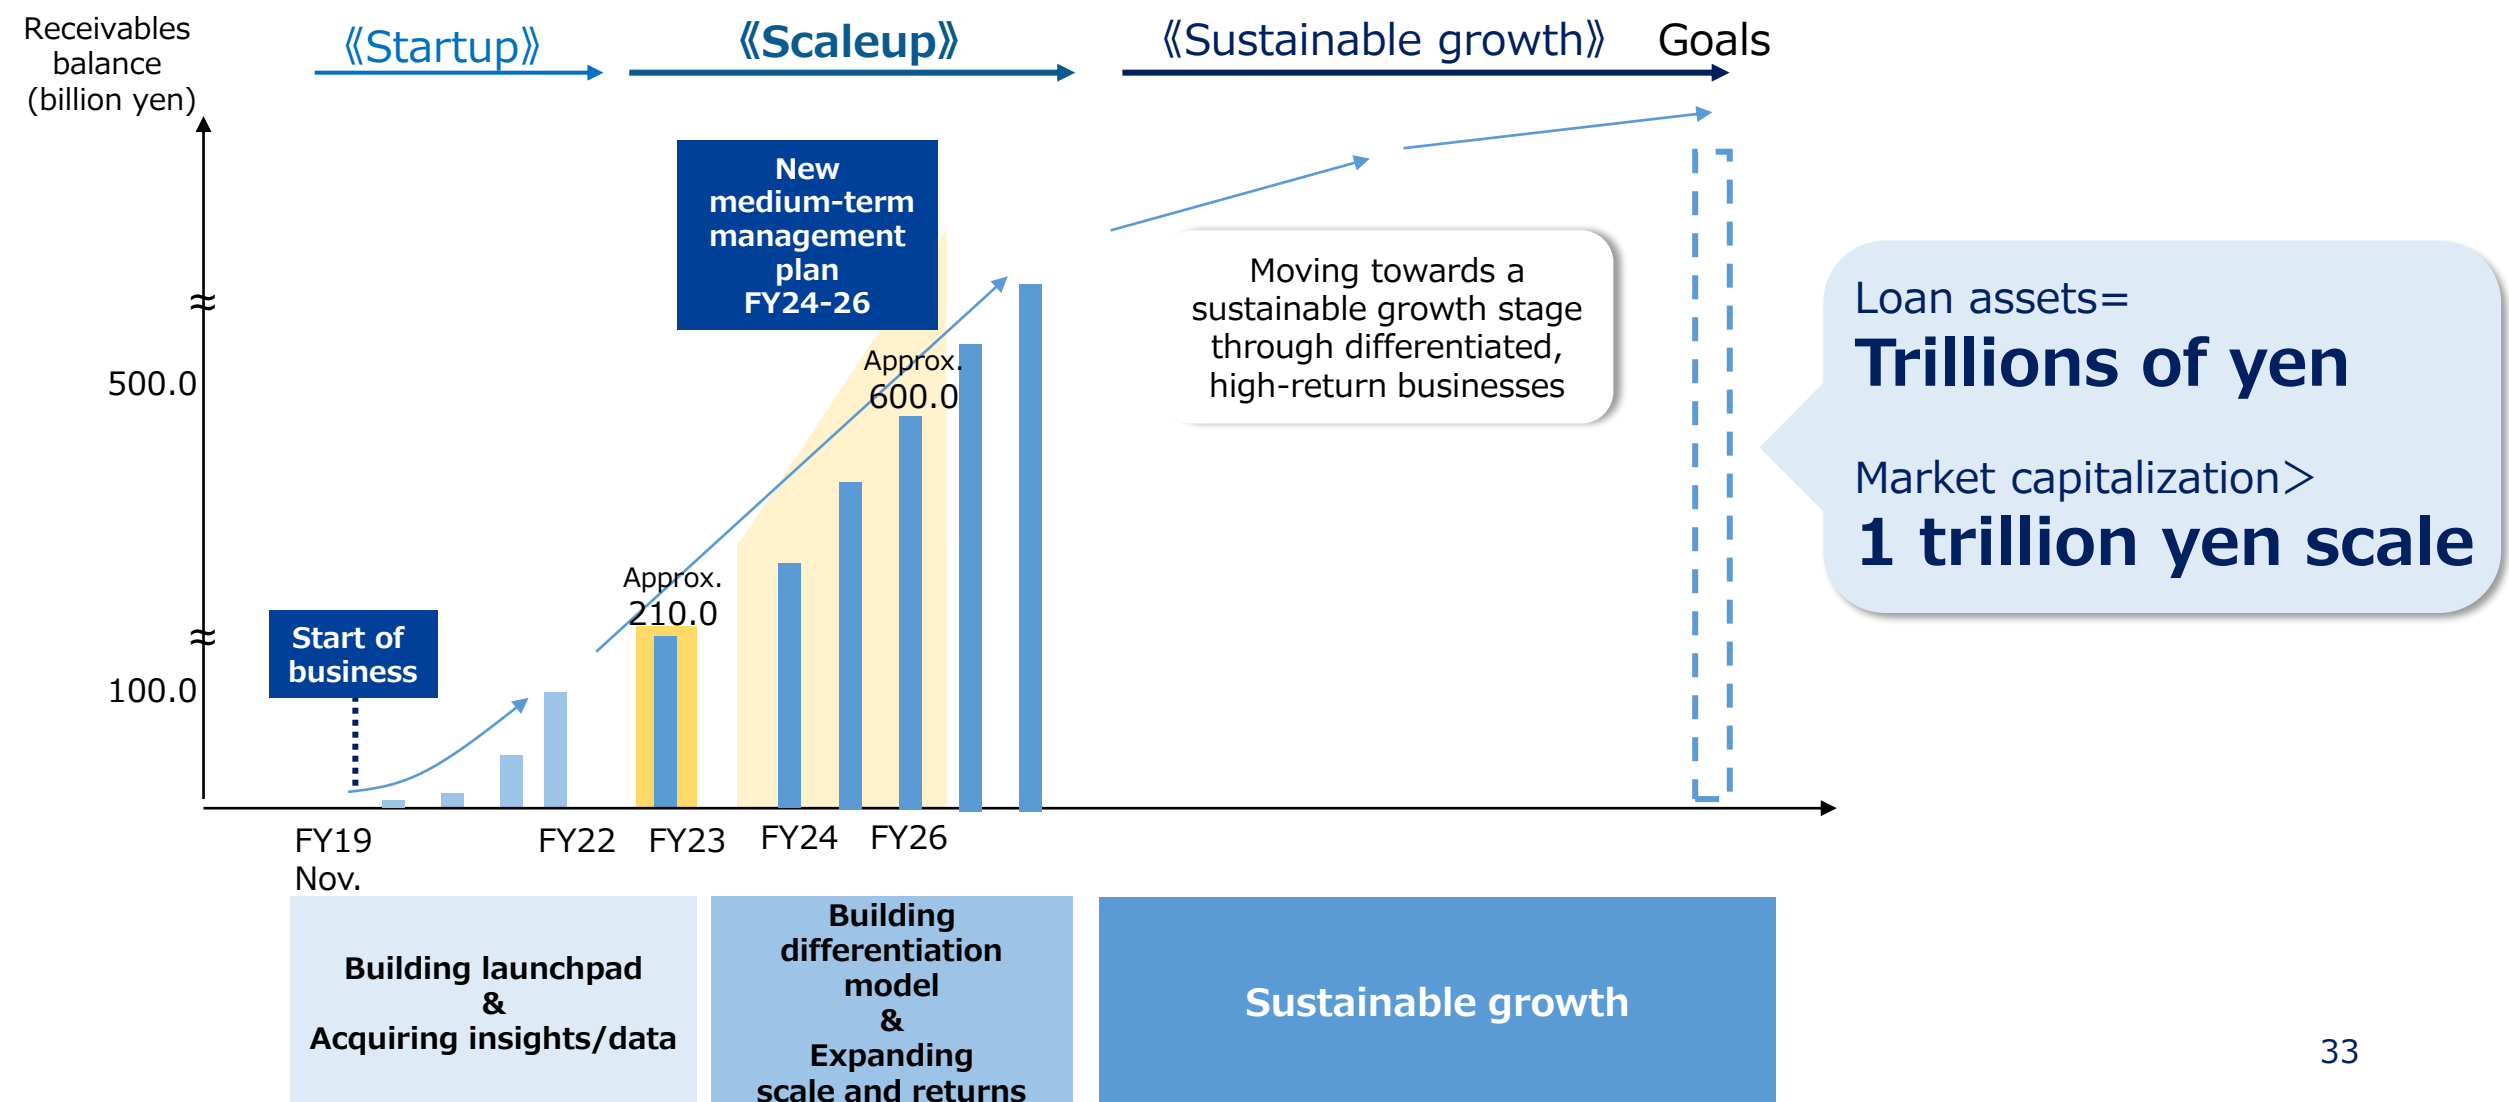 Receivables
balance
(billion yen)
《Startup》
《Scaleup》
《Sustainable growth》
Goals
New
medium-term
management
plan
FY24-26
Moving towards a
sustainable growth stage
through differentiated,
high-return businesses
Loan assets=
Trillions of yen
Market capitalization＞
1 trillion yen scale
≈
500.0
≈
100.0
Approx.
600.0
Approx.
210.0
Start of
business
FY19
Nov.
FY22
FY23
FY24
FY26
Building launchpad
&
Acquiring insights/data
Building
differentiation
model
&
Expanding
scale and returns
Sustainable growth
33